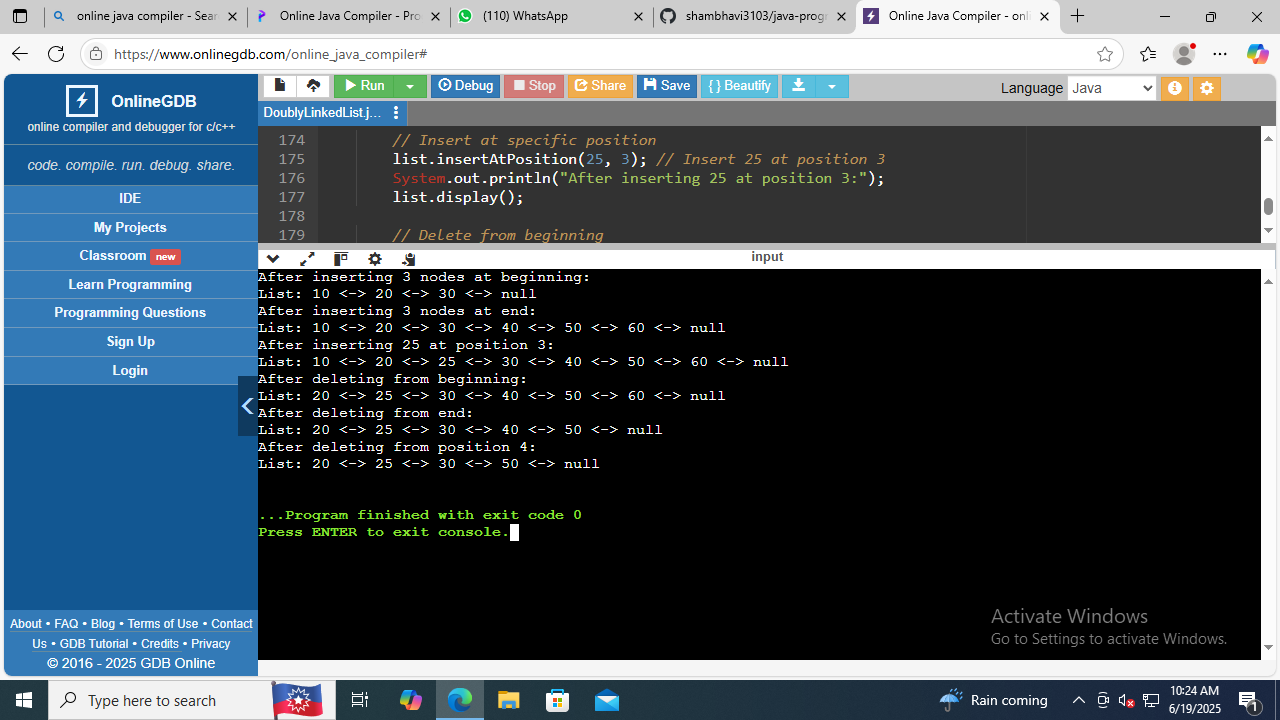 online java compiler - Sear
Online Java Compiler - Pro
(110) WhatsApp
shambhavi3103/java-progr
Online Java Compiler - onli
https://www.onlinegdb.com/online_java_compiler#
OnlineGDB
online compiler and debugger for c/c++
code. compile. run. debug. share.
IDE
My Projects
Classroom new
Learn Programming
Programming Questions
Sign Up
Login
About • FAQ • Blog • Terms of Use • Contact
Us • GDB Tutorial • Credits • Privacy
© 2016 - 2025 GDB Online
Run
Debug
Stop
Share
Save
{ } Beautify
Language Java
DoublyLinkedList.j...
174 // Insert at specific position
175 list.insertAtPosition(25, 3); // Insert 25 at position 3
176 System.out.println("After inserting 25 at position 3:");
177 list.display();
178
179 // Delete from beginning
input
After inserting 3 nodes at beginning:
List: 10 <-> 20 <-> 30 <-> null
After inserting 3 nodes at end:
List: 10 <-> 20 <-> 30 <-> 40 <-> 50 <-> 60 <-> null
After inserting 25 at position 3:
List: 10 <-> 20 <-> 25 <-> 30 <-> 40 <-> 50 <-> 60 <-> null
After deleting from beginning:
List: 20 <-> 25 <-> 30 <-> 40 <-> 50 <-> 60 <-> null
After deleting from end:
List: 20 <-> 25 <-> 30 <-> 40 <-> 50 <-> null
After deleting from position 4:
List: 20 <-> 25 <-> 30 <-> 50 <-> null
...Program finished with exit code 0
Press ENTER to exit console.
Activate Windows
Go to Settings to activate Windows.
Type here to search
Rain coming
10:24 AM
6/19/2025
1